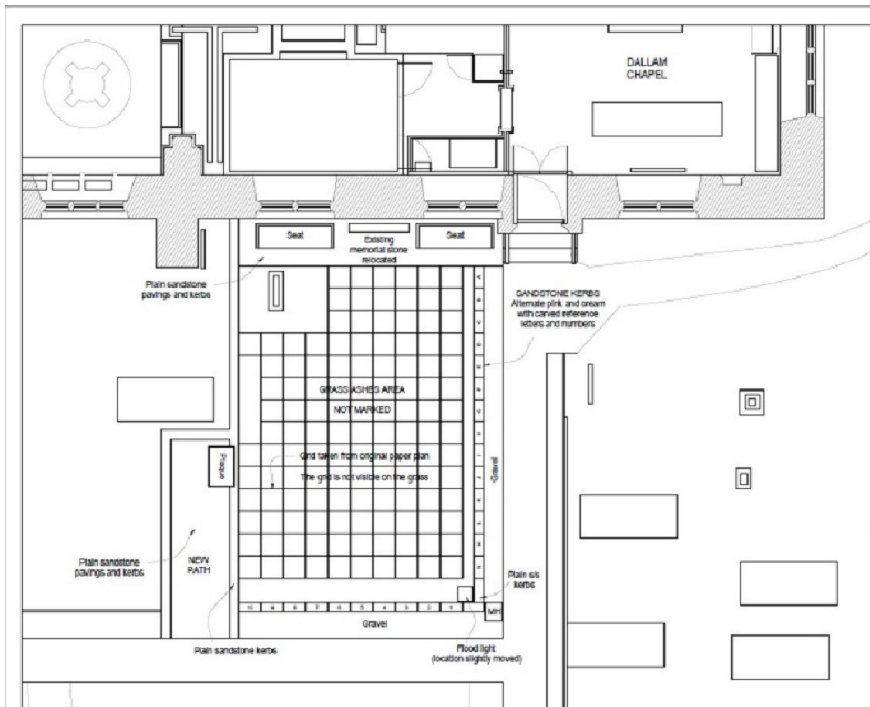 DALLAM
CHAPEL
Seat
Existing
memorial stone
relocated
Seat
Plain sandstone
pavings and kerbs
SANDSTONE KERBS
Alternate pink and cream
with carved reference
letters and numbers
GRASS ASHES AREA
NOT MARKED
Grid taken from original paper plan
The grid is not visible on the grass
Plaque
Gravel
Plain sandstone
pavings and kerbs
NEW
PATH
Plain s/s
kerbs
MH
Gravel
Plain sandstone kerbs
Flood light
(location slightly moved)